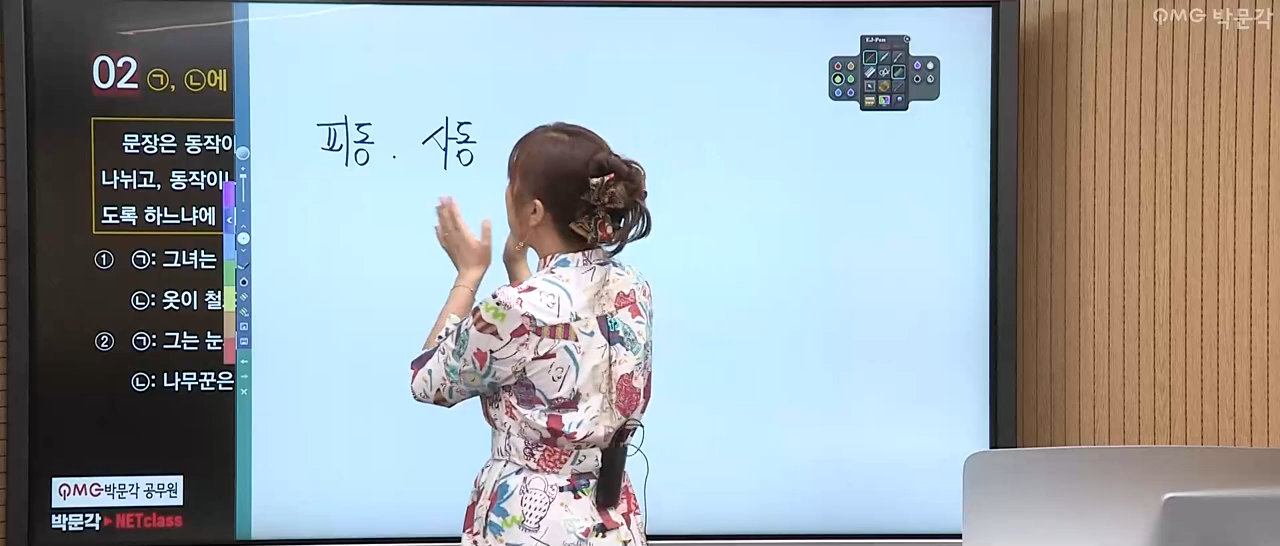 PMG 박문각
02 ㉠, ㉡에
문장은 동작이
나뉘고, 동작이나
도록 하느냐에
① ㉠: 그녀는
㉡: 옷이 철
② ㉠: 그는 눈
㉡: 나무꾼은
PMG박문각 공무원
박문각 ▶ NETclass
피동 . 사동
EJ-Pen